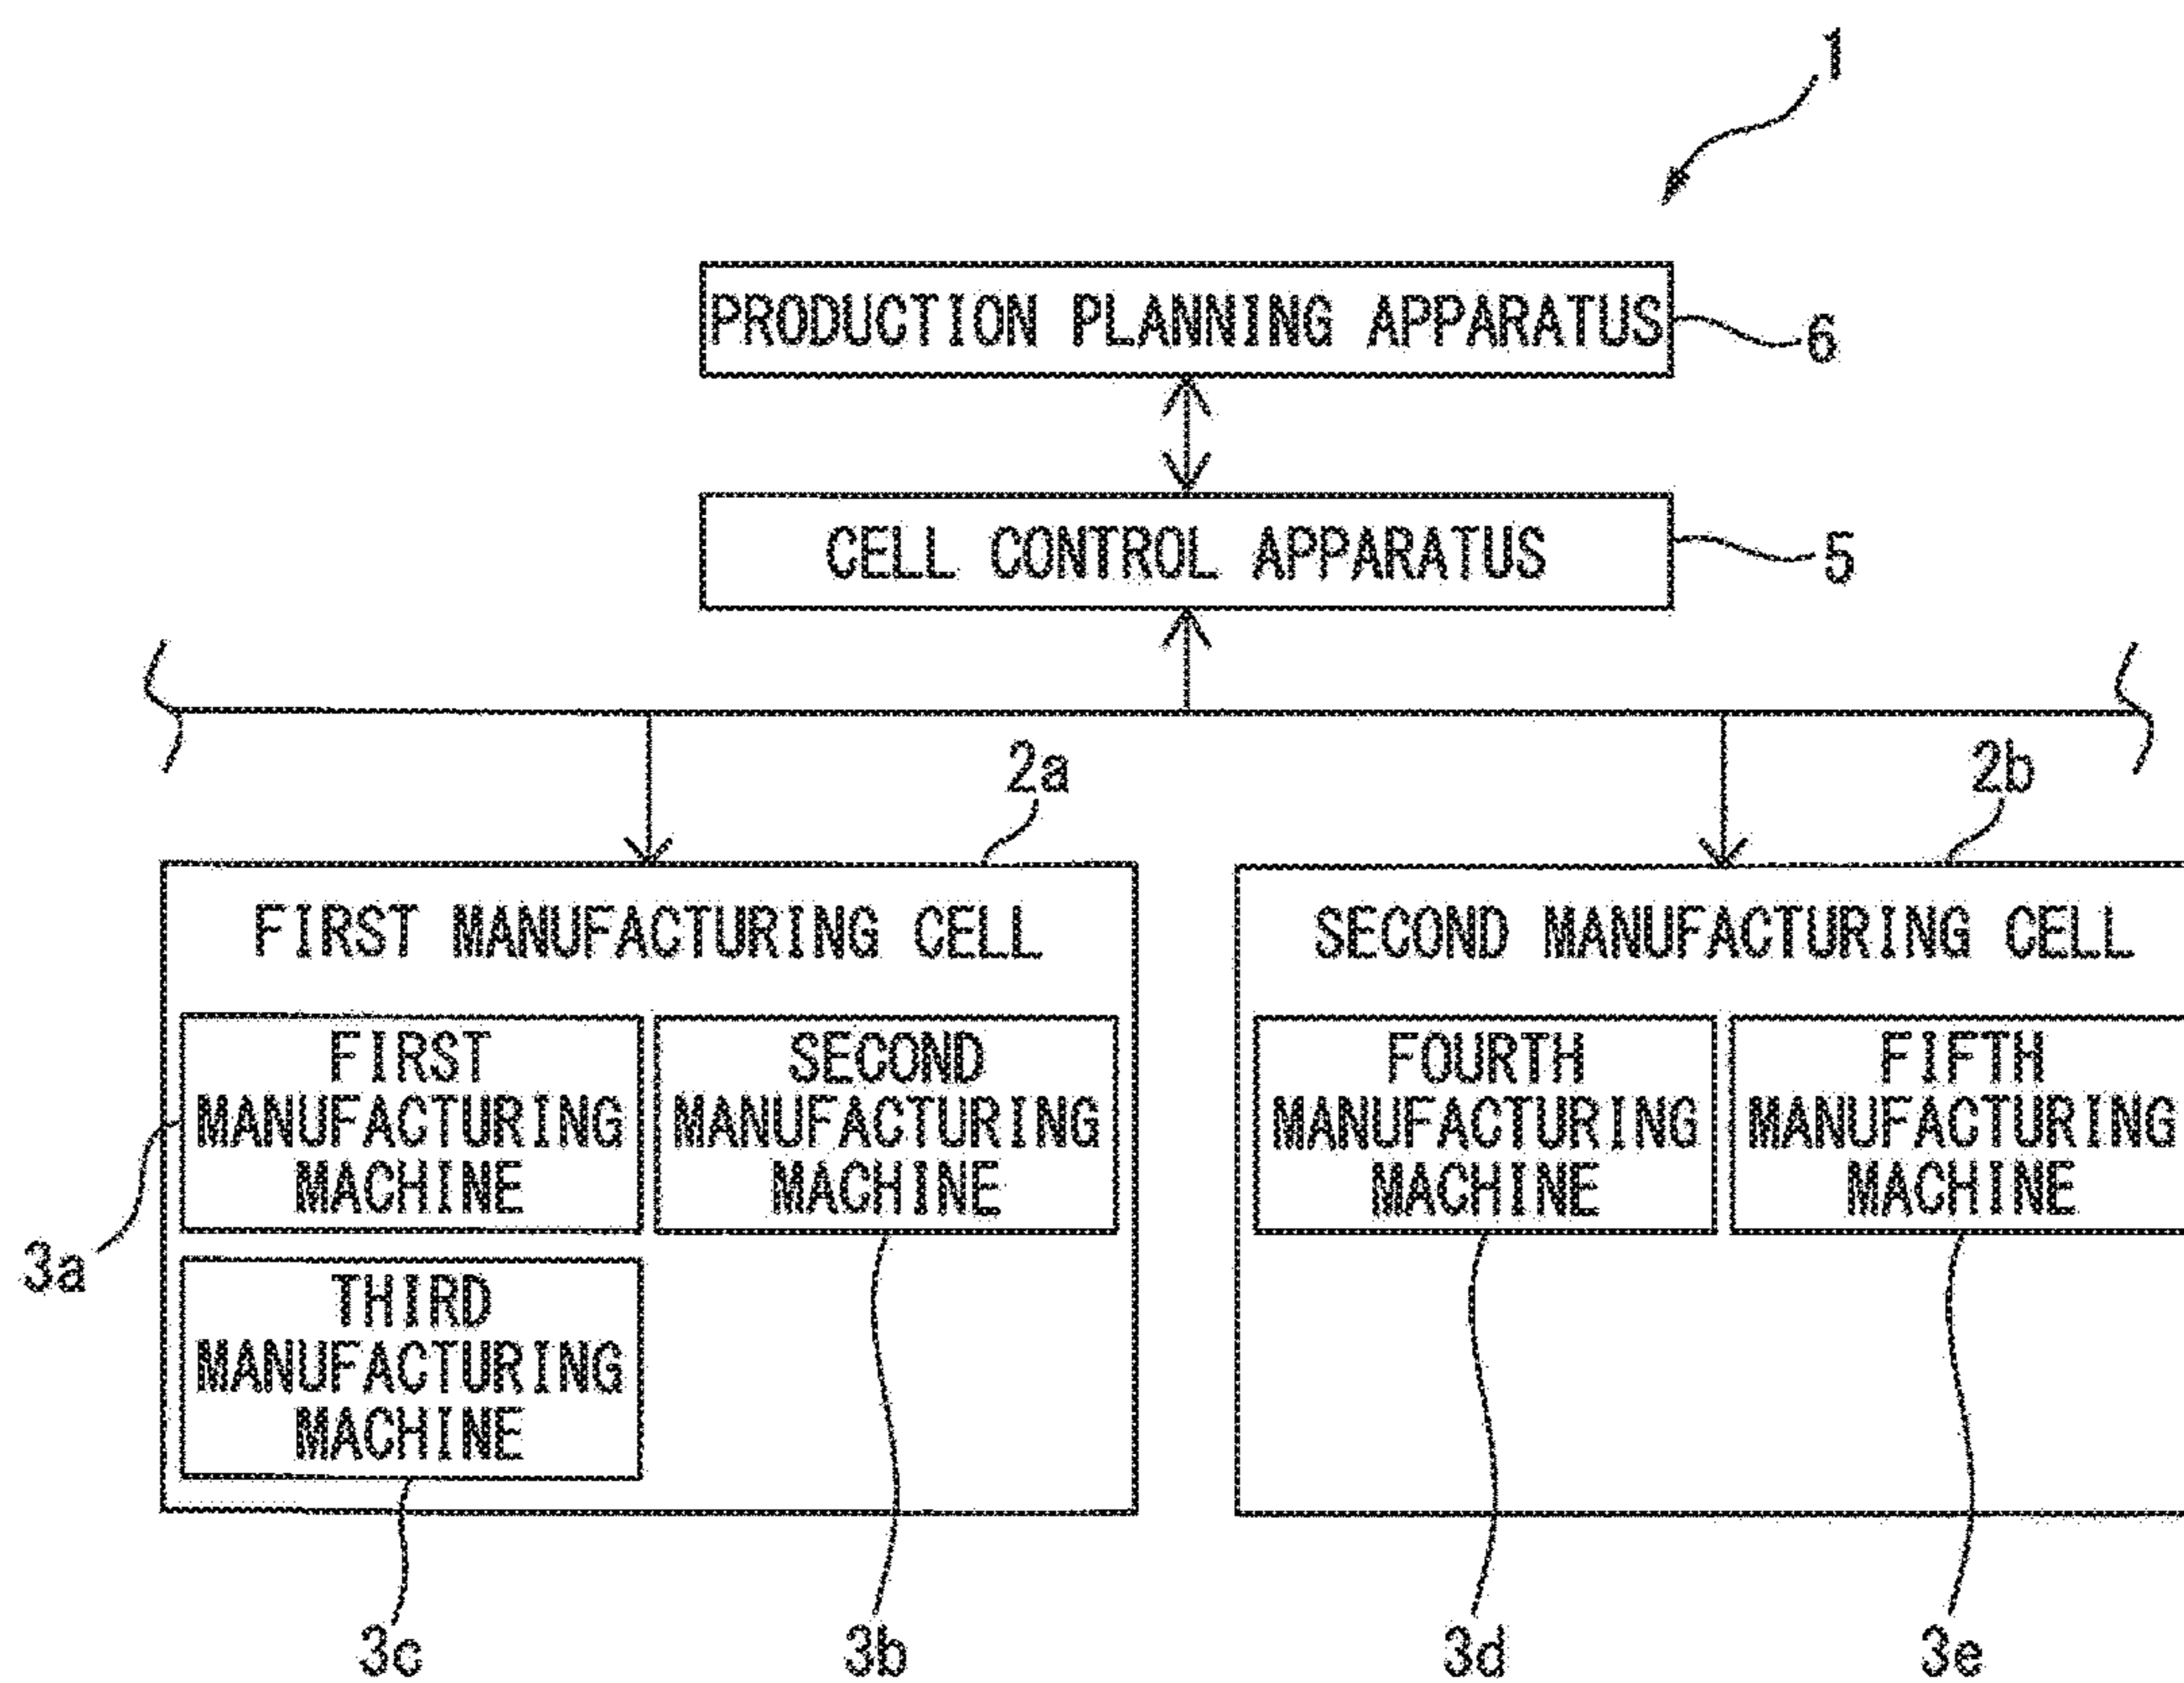 1
PRODUCTION PLANNING APPARATUS
6
CELL CONTROL APPARATUS
5
2a
2b
FIRST MANUFACTURING CELL
SECOND MANUFACTURING CELL
FIRST
MANUFACTURING
MACHINE
SECOND
MANUFACTURING
MACHINE
FOURTH
MANUFACTURING
MACHINE
FIFTH
MANUFACTURING
MACHINE
3a
THIRD
MANUFACTURING
MACHINE
3c
3b
3d
3e